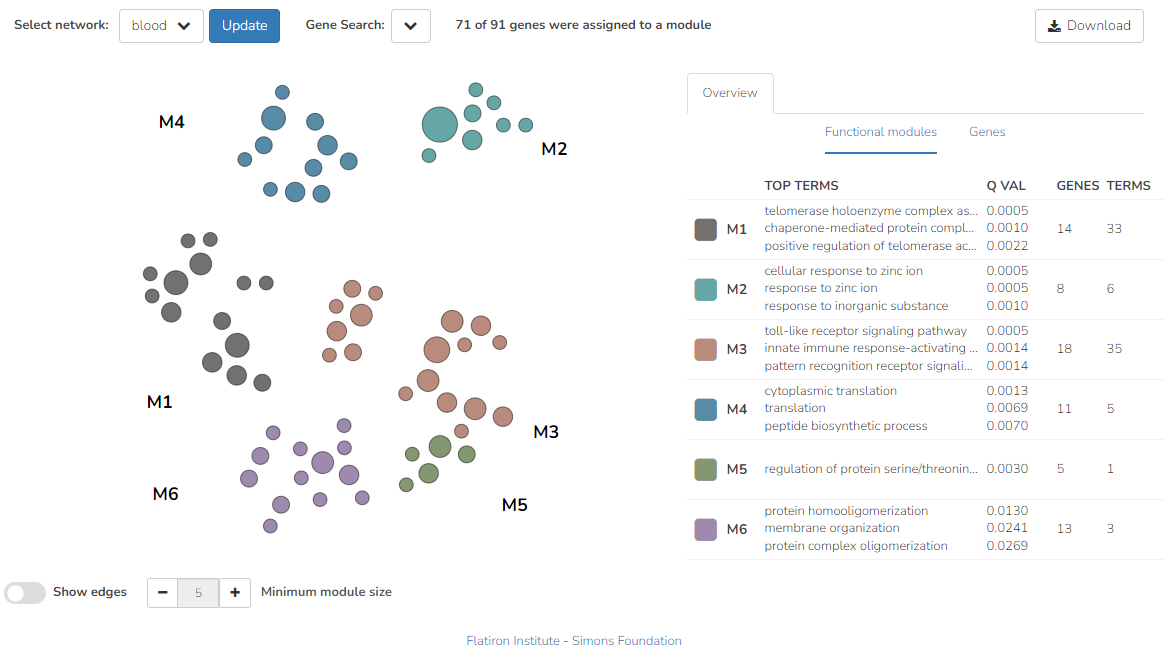 Select network: blood Update Gene Search: 71 of 91 genes were assigned to a module Download
Overview
Functional modules Genes
TOP TERMS Q VAL GENES TERMS
M1 telomerase holoenzyme complex as... 0.0005 14 33
chaperone-mediated protein compl... 0.0010
positive regulation of telomerase ac... 0.0022
M2 cellular response to zinc ion 0.0005 8 6
response to zinc ion 0.0005
response to inorganic substance 0.0010
M3 toll-like receptor signaling pathway 0.0005 18 35
innate immune response-activating ... 0.0014
pattern recognition receptor signali... 0.0014
M4 cytoplasmic translation 0.0013 11 5
translation 0.0069
peptide biosynthetic process 0.0070
M5 regulation of protein serine/threonin... 0.0030 5 1
M6 protein homooligomerization 0.0130 13 3
membrane organization 0.0241
protein complex oligomerization 0.0269
M4
M2
M1
M3
M6
M5
Show edges − 5 + Minimum module size
Flatiron Institute - Simons Foundation